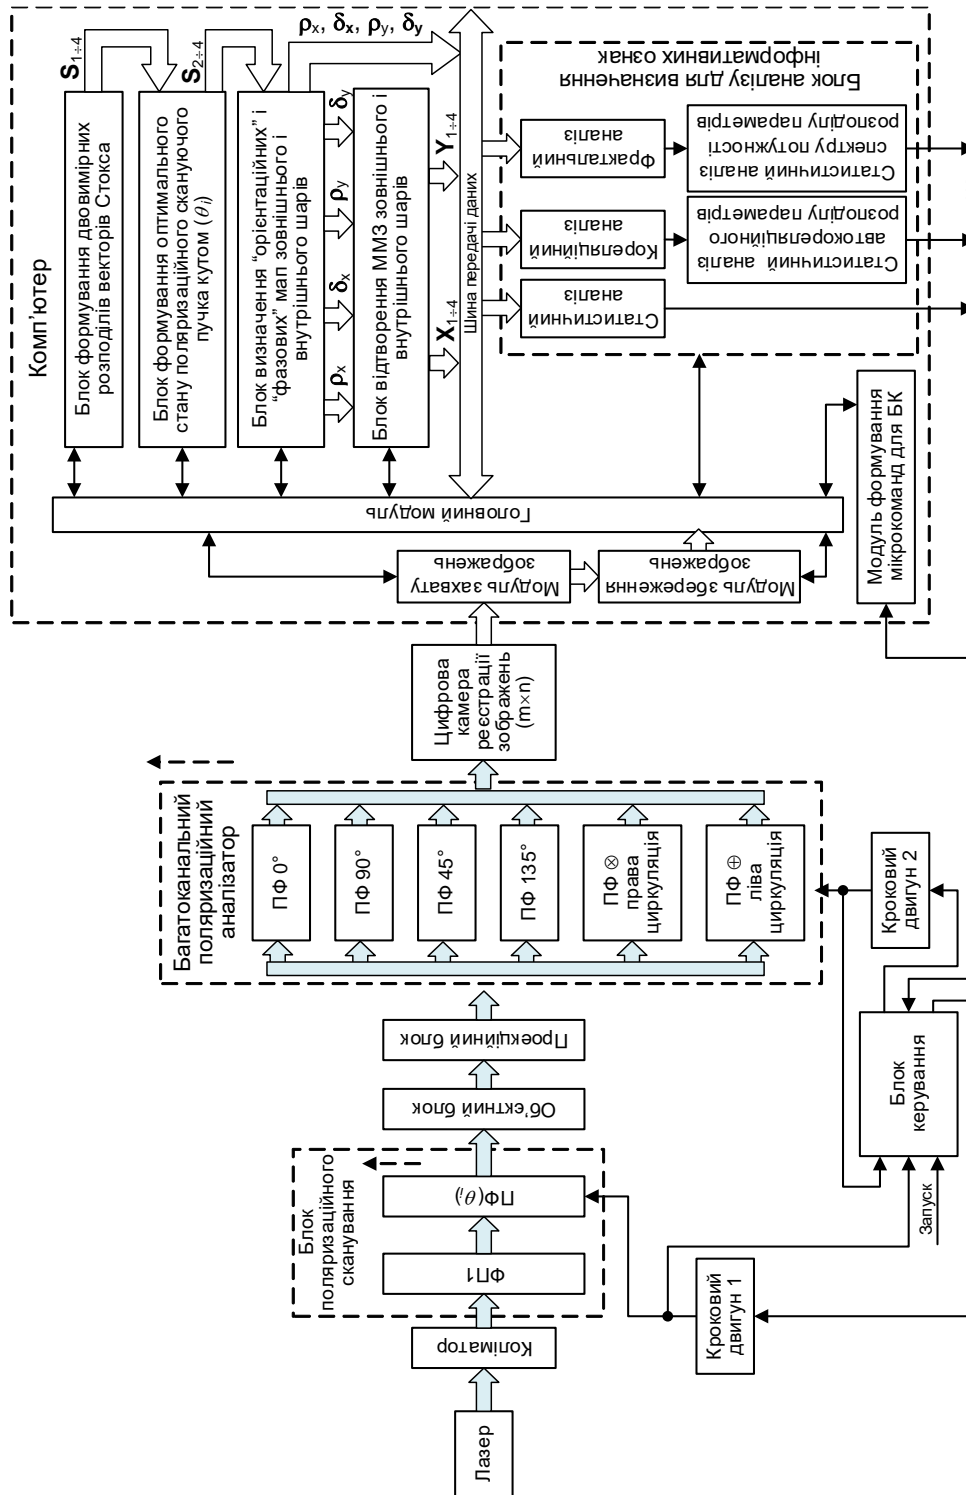 Лазер
Коліматор
Блок
поляризаційного
сканування
ФП1
ПФ(θi)
Об'єктний блок
Проекційний блок
Багатоканальний
поляризаційний
аналізатор
ПФ 0°
ПФ 90°
ПФ 45°
ПФ 135°
ПФ ⊗
права
циркуляція
ПФ ⊕
ліва
циркуляція
Кроковий
двигун 1
Запуск
Блок
керування
Кроковий
двигун 2
Цифрова
камера
реєстрації
зображень
(m×n)
Комп'ютер
Модуль захвату
зображень
Модуль збереження
зображень
Модуль формування
мікрокоманд для БК
Головний модуль
Блок формування двовимірних
розподілів векторів Стокса
S1÷4
Блок формування оптимального
стану поляризаційного скануючого
пучка кутом (θi)
S2÷4
Блок визначення "орієнтаційних" і
"фазових" мап зовнішнього і
внутрішнього шарів
ρx, δx, ρy, δy
ρx
δx
ρy
δy
Блок відтворення ММЗ зовнішнього і
внутрішнього шарів
X1÷4
Y1÷4
Шина передачі даних
Блок аналізу для визначення
інформативних ознак
Статистичний
аналіз
Кореляційний
аналіз
Фрактальний
аналіз
Статистичний аналіз
автокореляційного
розподілу параметрів
Статистичний аналіз
спектру потужності
розподілу параметрів